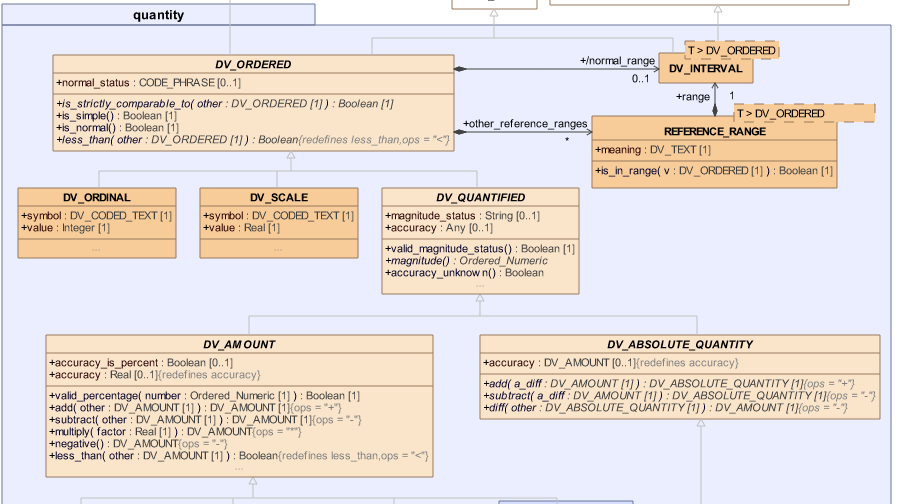 quantity
T > DV_ORDERED
DV_ORDERED
+normal_status : CODE_PHRASE [0..1]
+is_strictly_comparable_to( other : DV_ORDERED [1] ) : Boolean [1]
+is_simple() : Boolean [1]
+is_normal() : Boolean [1]
+less_than( other : DV_ORDERED [1] ) : Boolean{redefines less_than,ops = "<"}
+/normal_range
0..1
DV_INTERVAL
+range
1
T > DV_ORDERED
+other_reference_ranges
*
REFERENCE_RANGE
+meaning : DV_TEXT [1]
+is_in_range( v : DV_ORDERED [1] ) : Boolean [1]
DV_ORDINAL
+symbol : DV_CODED_TEXT [1]
+value : Integer [1]
...
DV_SCALE
+symbol : DV_CODED_TEXT [1]
+value : Real [1]
...
DV_QUANTIFIED
+magnitude_status : String [0..1]
+accuracy : Any [0..1]
+valid_magnitude_status() : Boolean [1]
+magnitude() : Ordered_Numeric
+accuracy_unknown() : Boolean
...
DV_AMOUNT
+accuracy_is_percent : Boolean [0..1]
+accuracy : Real [0..1]{redefines accuracy}
+valid_percentage( number : Ordered_Numeric [1] ) : Boolean [1]
+add( other : DV_AMOUNT [1] ) : DV_AMOUNT [1]{ops = "+"}
+subtract( other : DV_AMOUNT [1] ) : DV_AMOUNT [1]{ops = "-"}
+multiply( factor : Real [1] ) : DV_AMOUNT{ops = "*"}
+negative() : DV_AMOUNT{ops = "-"}
+less_than( other : DV_AMOUNT [1] ) : Boolean{redefines less_than,ops = "<"}
...
DV_ABSOLUTE_QUANTITY
+accuracy : DV_AMOUNT [0..1]{redefines accuracy}
+add( a_diff : DV_AMOUNT [1] ) : DV_ABSOLUTE_QUANTITY [1]{ops = "+"}
+subtract( a_diff : DV_AMOUNT [1] ) : DV_ABSOLUTE_QUANTITY [1]{ops = "-"}
+diff( other : DV_ABSOLUTE_QUANTITY [1] ) : DV_AMOUNT [1]{ops = "-"}